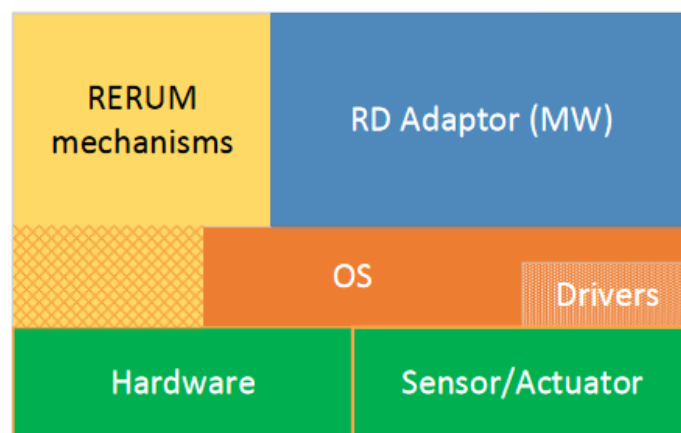 RERUM
mechanisms
RD Adaptor (MW)
OS
Drivers
Hardware
Sensor/Actuator